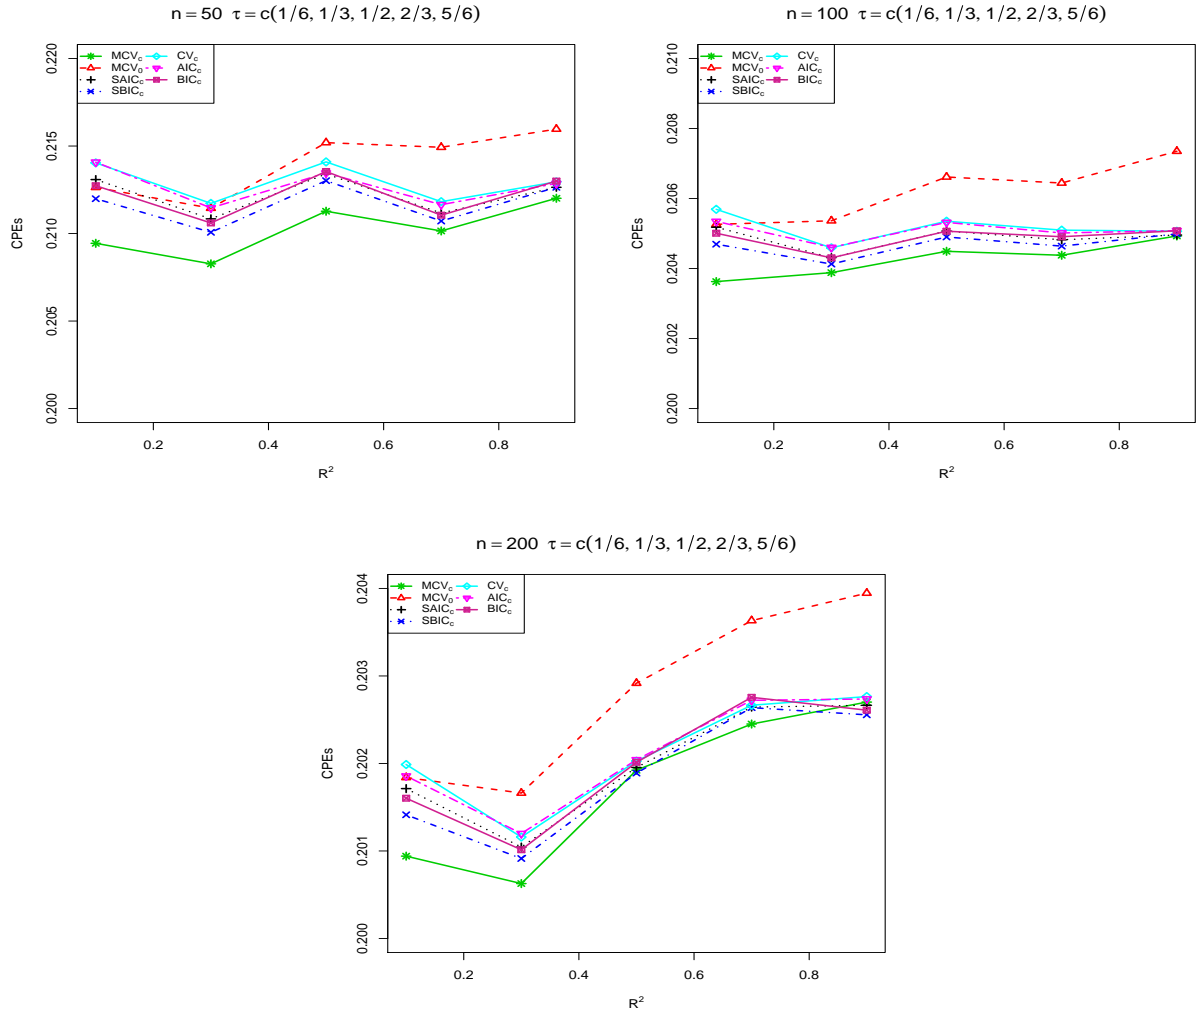 n = 50 τ = c(1/6, 1/3, 1/2, 2/3, 5/6)
CPEs
0.220
0.215
0.210
0.205
0.200
MCVc CVc
MCV0 AICc
SAICc BICc
SBICc
0.2 0.4 0.6 0.8
R²
n = 100 τ = c(1/6, 1/3, 1/2, 2/3, 5/6)
CPEs
0.210
0.208
0.206
0.204
0.202
0.200
MCVc CVc
MCV0 AICc
SAICc BICc
SBICc
0.2 0.4 0.6 0.8
R²
n = 200 τ = c(1/6, 1/3, 1/2, 2/3, 5/6)
CPEs
0.204
0.203
0.202
0.201
0.200
MCVc CVc
MCV0 AICc
SAICc BICc
SBICc
0.2 0.4 0.6 0.8
R²